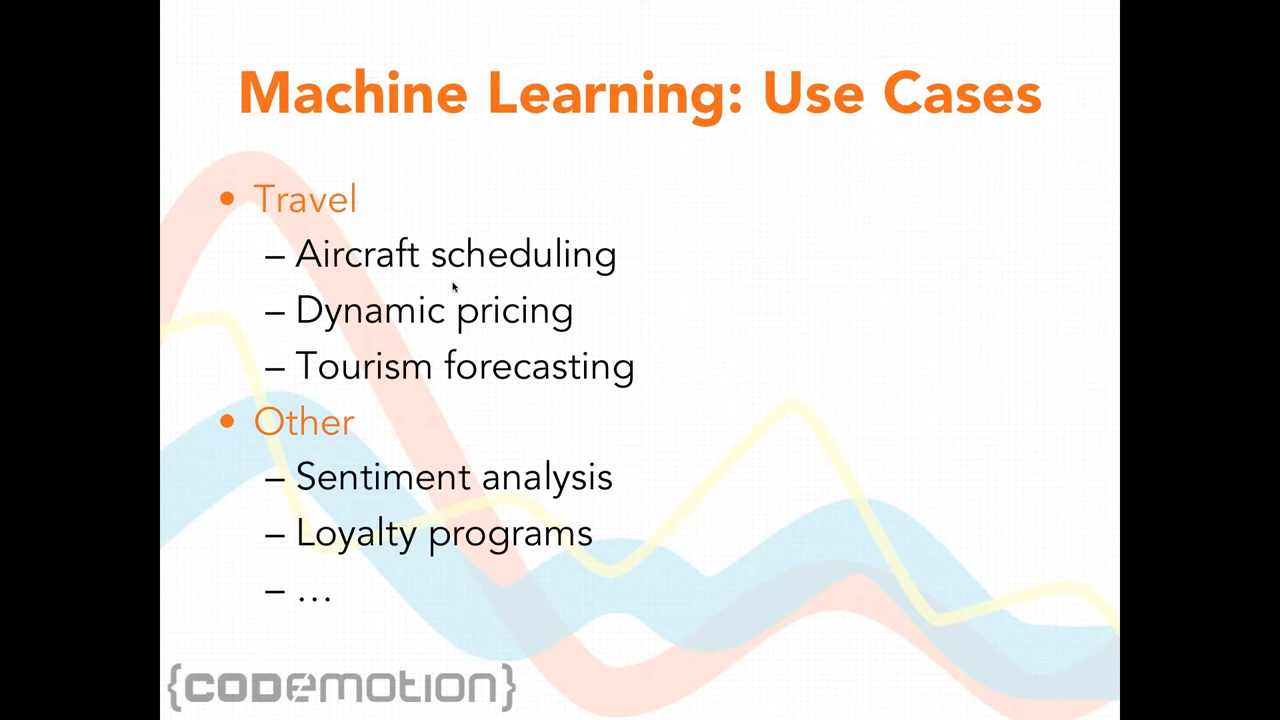 Machine Learning: Use Cases
• Travel
– Aircraft scheduling
– Dynamic pricing
– Tourism forecasting
• Other
– Sentiment analysis
– Loyalty programs
– …
{codemotion}